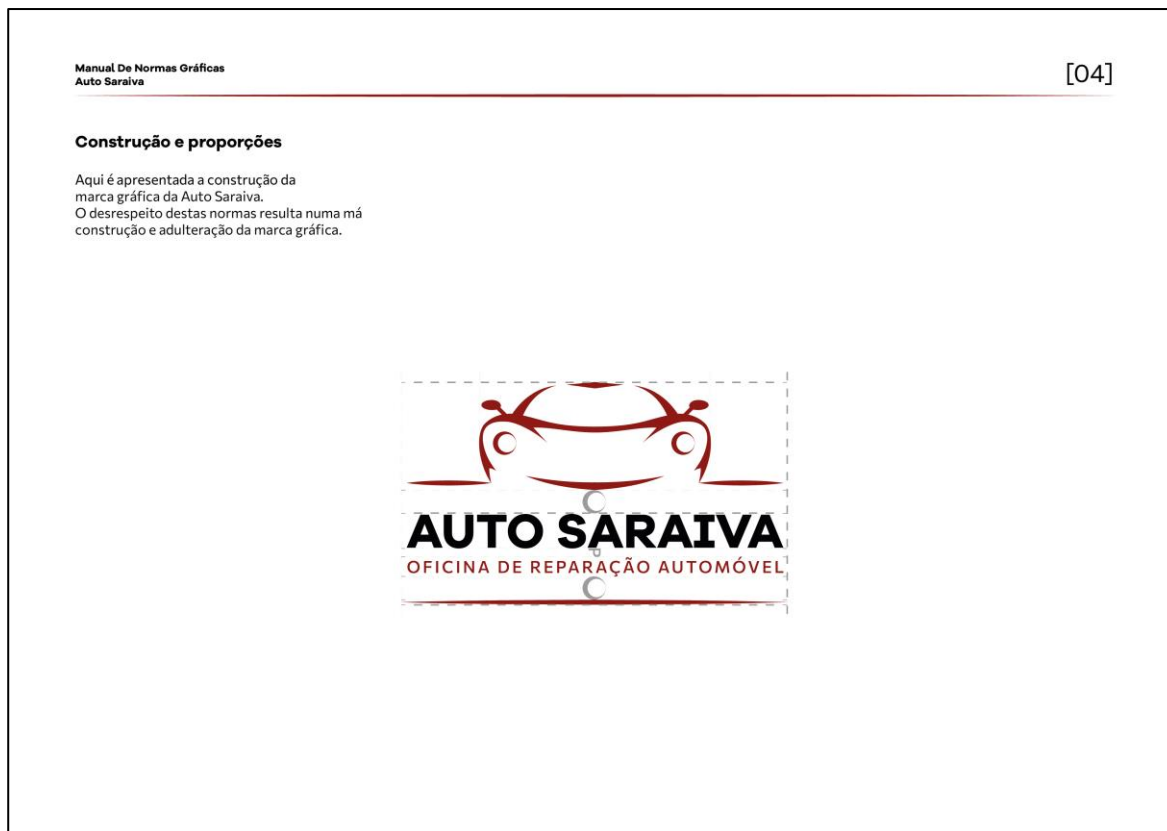 Manual De Normas Gráficas
Auto Saraiva
[04]
Construção e proporções
Aqui é apresentada a construção da
marca gráfica da Auto Saraiva.
O desrespeito destas normas resulta numa má
construção e adulteração da marca gráfica.
AUTO SARAIVA
P
OFICINA DE REPARAÇÃO AUTOMÓVEL